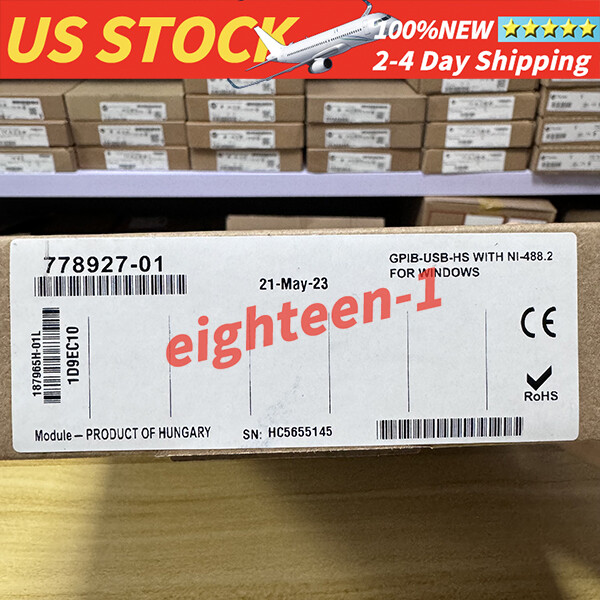 US STOCK
100%NEW
2-4 Day Shipping
778927-01
21-May-23
GPIB-USB-HS WITH NI-488.2
FOR WINDOWS
eighteen-1
187965H-01L
1D9EC10
CE
RoHS
Module – PRODUCT OF HUNGARY
SN: HC5655145